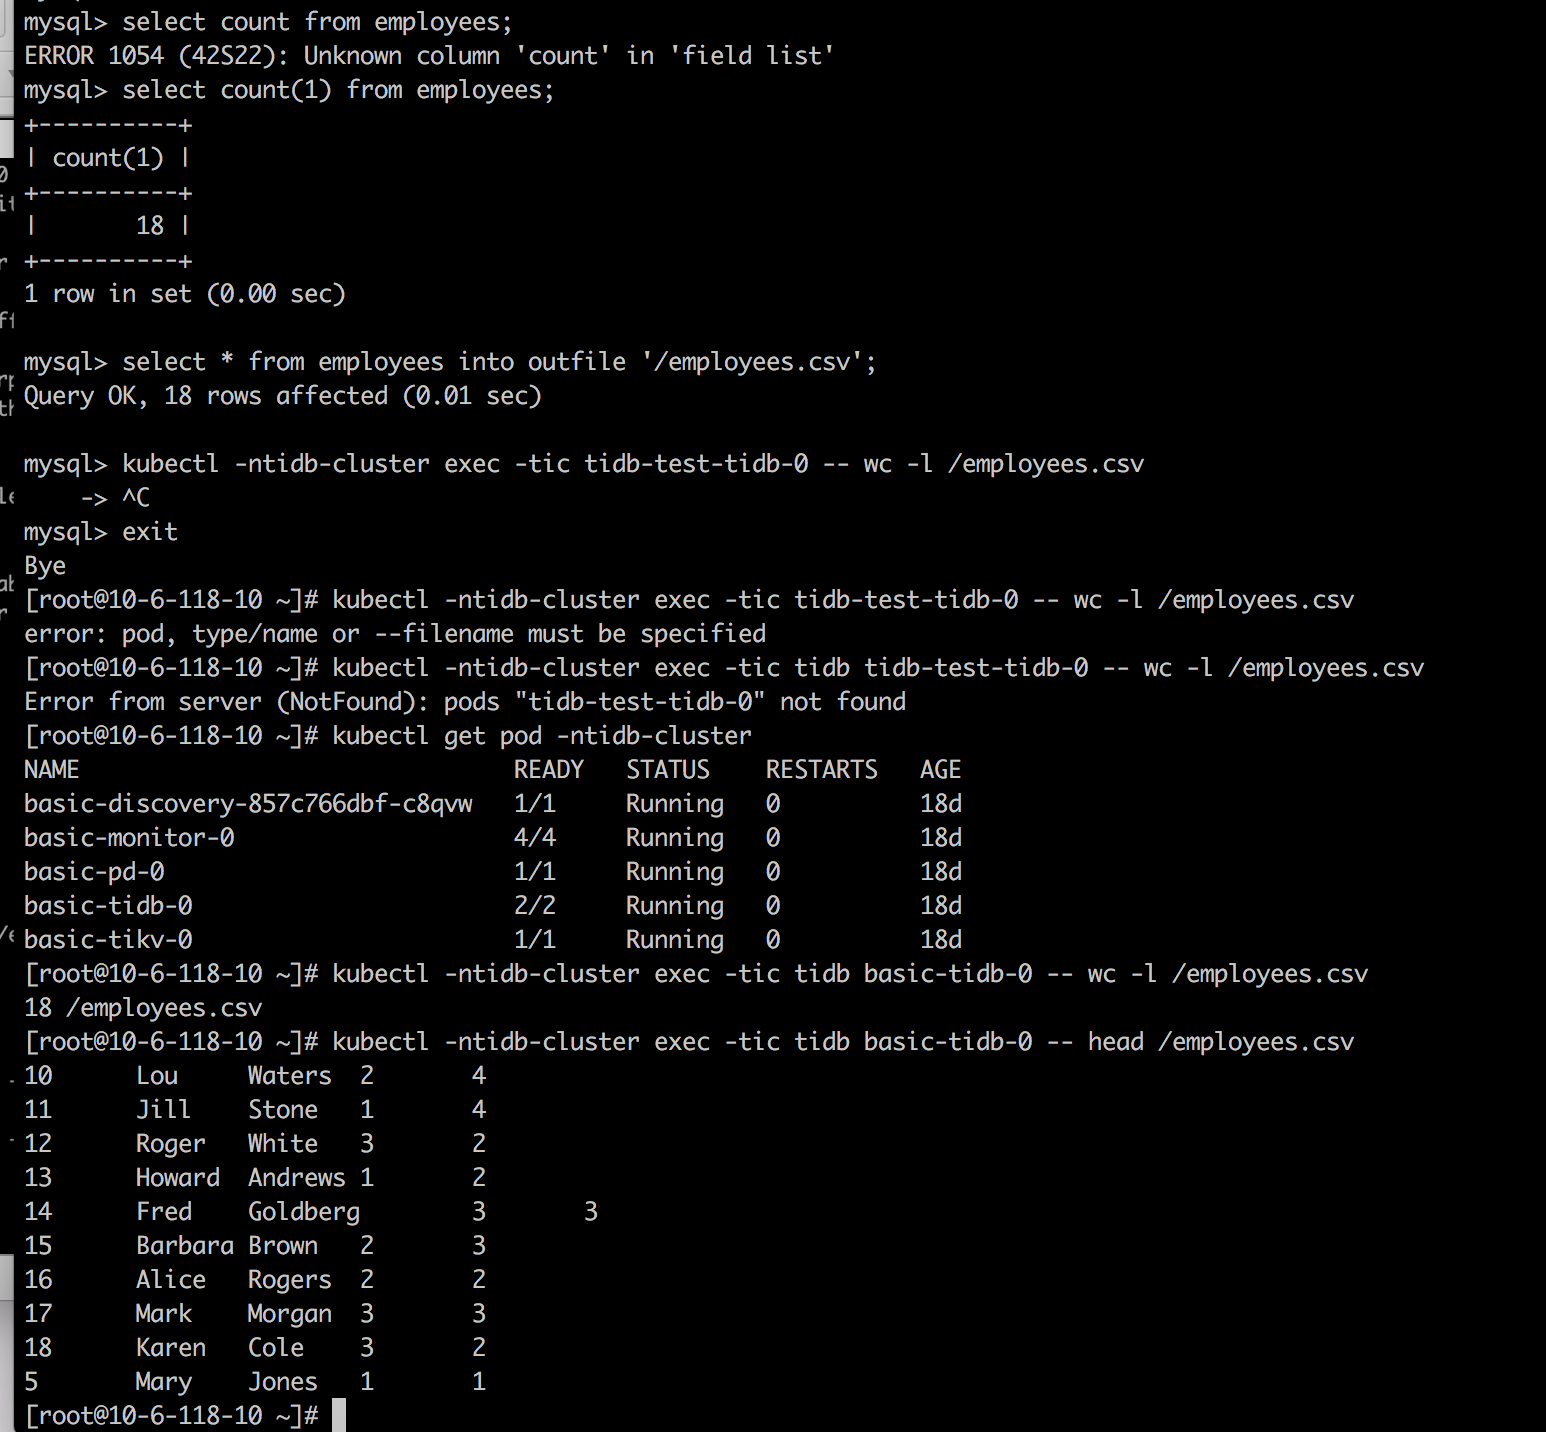 mysql> select count from employees;
ERROR 1054 (42S22): Unknown column 'count' in 'field list'
mysql> select count(1) from employees;
+----------+
| count(1) |
+----------+
|       18 |
+----------+
1 row in set (0.00 sec)
mysql> select * from employees into outfile '/employees.csv';
Query OK, 18 rows affected (0.01 sec)
mysql> kubectl -ntidb-cluster exec -tic tidb-test-tidb-0 -- wc -l /employees.csv
    -> ^C
mysql> exit
Bye
[root@10-6-118-10 ~]# kubectl -ntidb-cluster exec -tic tidb-test-tidb-0 -- wc -l /employees.csv
error: pod, type/name or --filename must be specified
[root@10-6-118-10 ~]# kubectl -ntidb-cluster exec -tic tidb tidb-test-tidb-0 -- wc -l /employees.csv
Error from server (NotFound): pods "tidb-test-tidb-0" not found
[root@10-6-118-10 ~]# kubectl get pod -ntidb-cluster
NAME                               READY   STATUS    RESTARTS   AGE
basic-discovery-857c766dbf-c8qvw   1/1     Running   0          18d
basic-monitor-0                    4/4     Running   0          18d
basic-pd-0                         1/1     Running   0          18d
basic-tidb-0                       2/2     Running   0          18d
basic-tikv-0                       1/1     Running   0          18d
[root@10-6-118-10 ~]# kubectl -ntidb-cluster exec -tic tidb basic-tidb-0 -- wc -l /employees.csv
18 /employees.csv
[root@10-6-118-10 ~]# kubectl -ntidb-cluster exec -tic tidb basic-tidb-0 -- head /employees.csv
10      Lou     Waters  2       4
11      Jill    Stone   1       4
12      Roger   White   3       2
13      Howard  Andrews 1       2
14      Fred    Goldberg        3       3
15      Barbara Brown   2       3
16      Alice   Rogers  2       2
17      Mark    Morgan  3       3
18      Karen   Cole    3       2
5       Mary    Jones   1       1
[root@10-6-118-10 ~]#